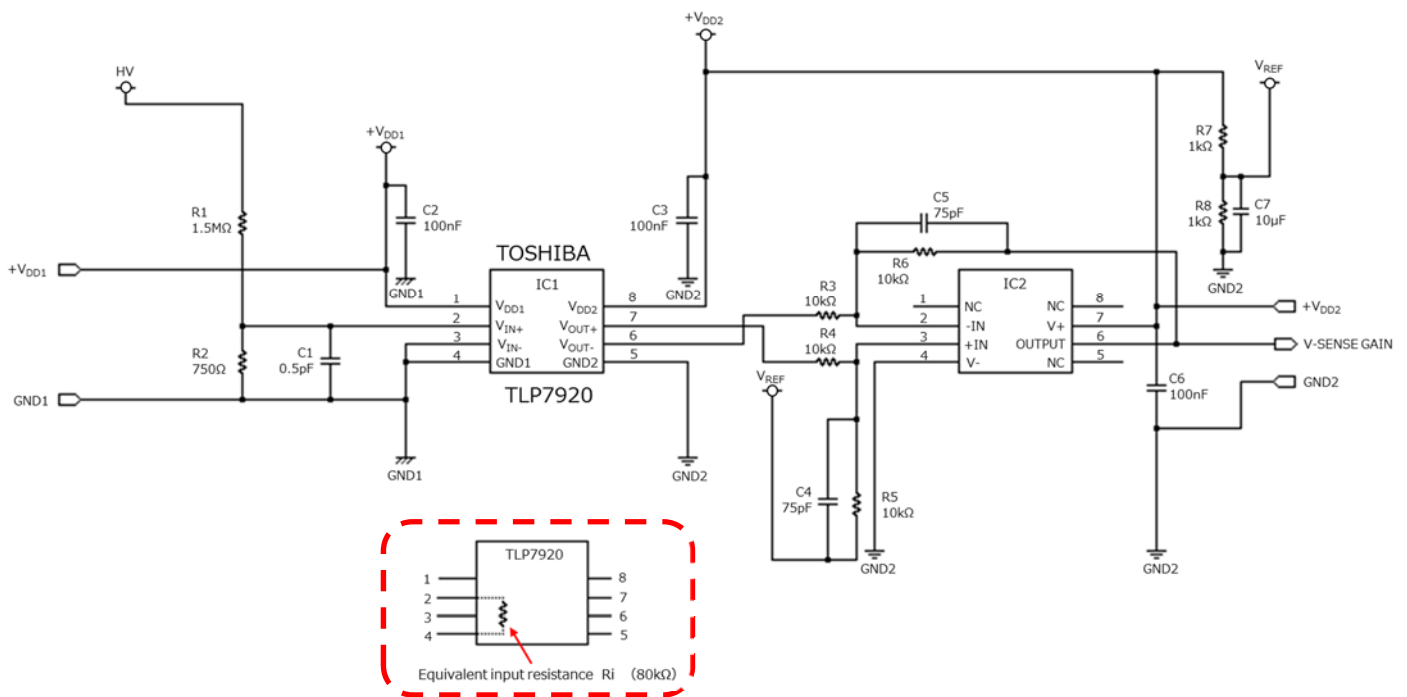 +VDD2
HV
VREF
+VDD1
R7
1kΩ
R1
1.5MΩ
C2
100nF
C3
100nF
C5
75pF
R8
1kΩ
C7
10μF
GND2
+VDD1
TOSHIBA
GND1
GND2
R6
10kΩ
IC1
IC2
1
VDD1
VDD2
8
2
VIN+
VOUT+
7
3
VIN-
VOUT-
6
4
GND1
GND2
5
TLP7920
R3
10kΩ
R4
10kΩ
1
NC
NC
8
2
-IN
V+
7
3
+IN
OUTPUT
6
4
V-
NC
5
+VDD2
V-SENSE GAIN
GND2
R2
750Ω
C1
0.5pF
GND1
VREF
C6
100nF
GND1
GND2
C4
75pF
R5
10kΩ
GND2
GND2
TLP7920
1
8
2
7
3
6
4
5
Equivalent input resistance Ri （80kΩ）